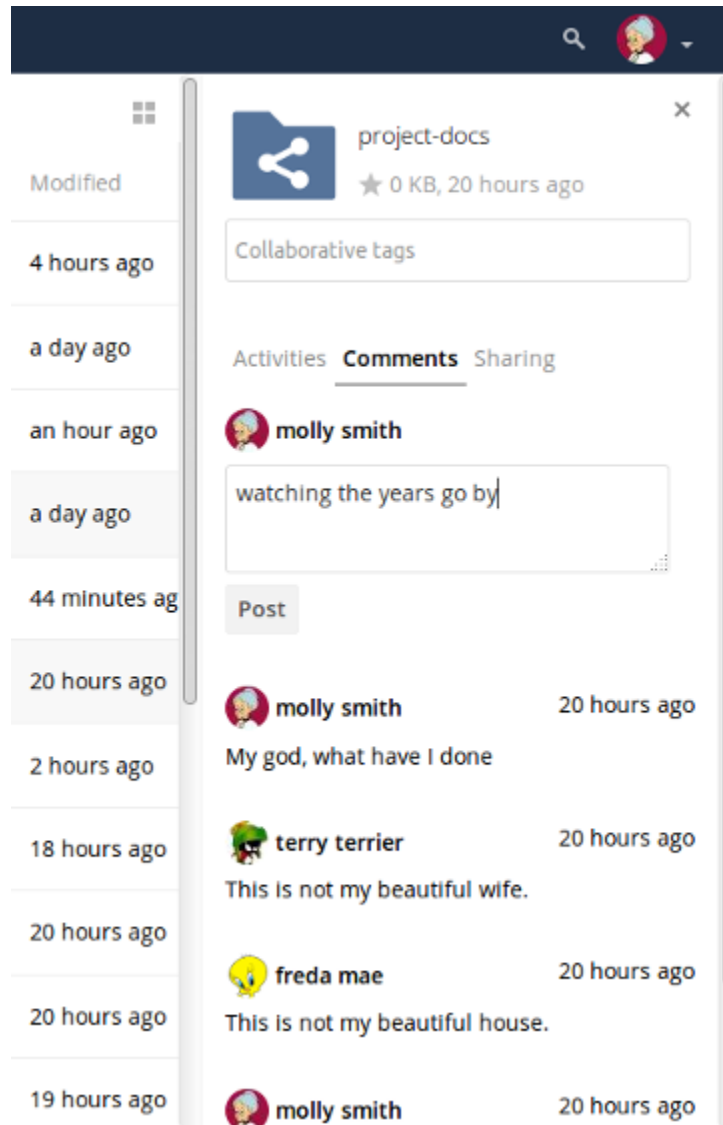 project-docs
0 KB, 20 hours ago
Modified
Collaborative tags
4 hours ago
a day ago
an hour ago
a day ago
44 minutes ag
20 hours ago
2 hours ago
18 hours ago
20 hours ago
20 hours ago
19 hours ago
Activities Comments Sharing
molly smith
watching the years go by
Post
molly smith 20 hours ago
My god, what have I done
terry terrier 20 hours ago
This is not my beautiful wife.
freda mae 20 hours ago
This is not my beautiful house.
molly smith 20 hours ago